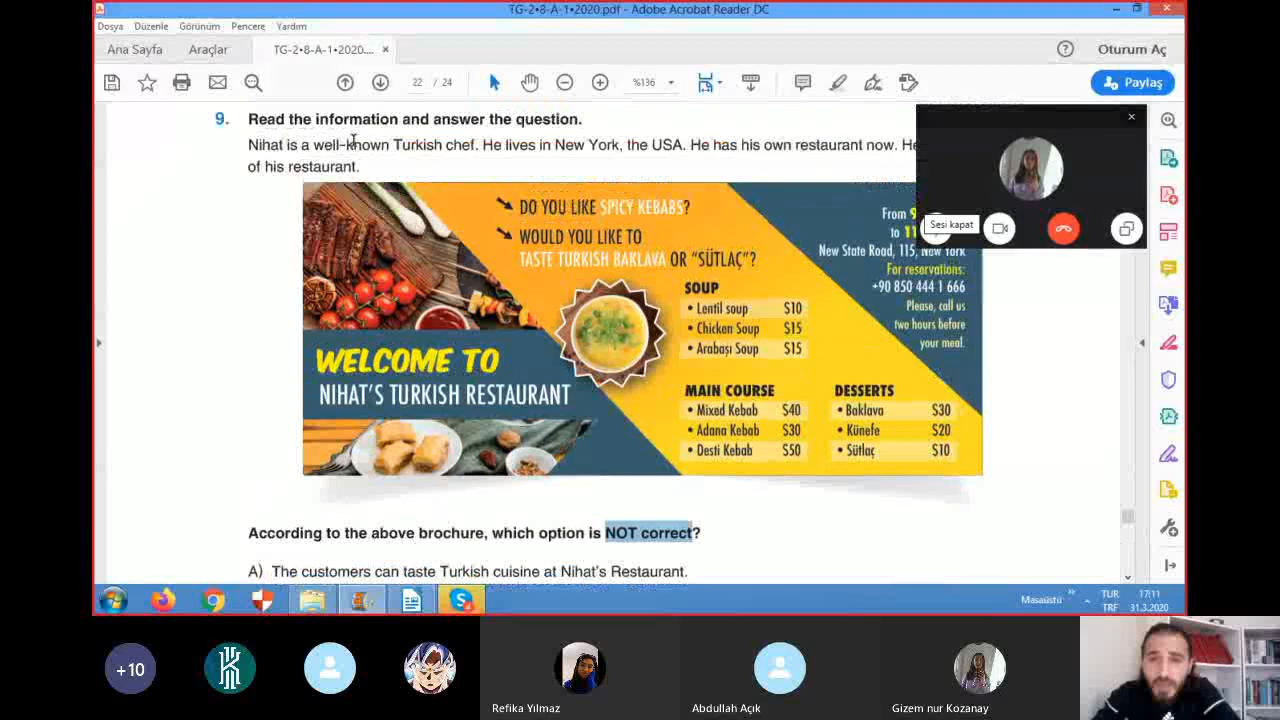 TG-2•8-A-1•2020.pdf - Adobe Acrobat Reader DC
Dosya Düzenle Görünüm Pencere Yardım
Ana Sayfa Araçlar TG-2•8-A-1•2020.... × Oturum Aç
22 / 24 %136 Paylaş
9. Read the information and answer the question.
Nihat is a well-known Turkish chef. He lives in New York, the USA. He has his own restaurant now. He
of his restaurant.
Sesi kapat
DO YOU LIKE SPICY KEBABS?
WOULD YOU LIKE TO
TASTE TURKISH BAKLAVA OR “SÜTLAÇ”?
From 9
to 11
New State Road, 115, New York
For reservations:
+90 850 444 1 666
Please, call us
two hours before
your meal.
SOUP
• Lentil soup $10
• Chicken Soup $15
• Arabaşı Soup $15
WELCOME TO
NIHAT'S TURKISH RESTAURANT
MAIN COURSE
• Mixed Kebab $40
• Adana Kebab $30
• Desti Kebab $50
DESSERTS
• Baklava $30
• Künefe $20
• Sütlaç $10
According to the above brochure, which option is NOT correct?
A) The customers can taste Turkish cuisine at Nihat's Restaurant.
Masaüstü
TUR
TRF
17:11
31.3.2020
+10
Refika Yılmaz
Abdullah Açık
Gizem nur Kozanay